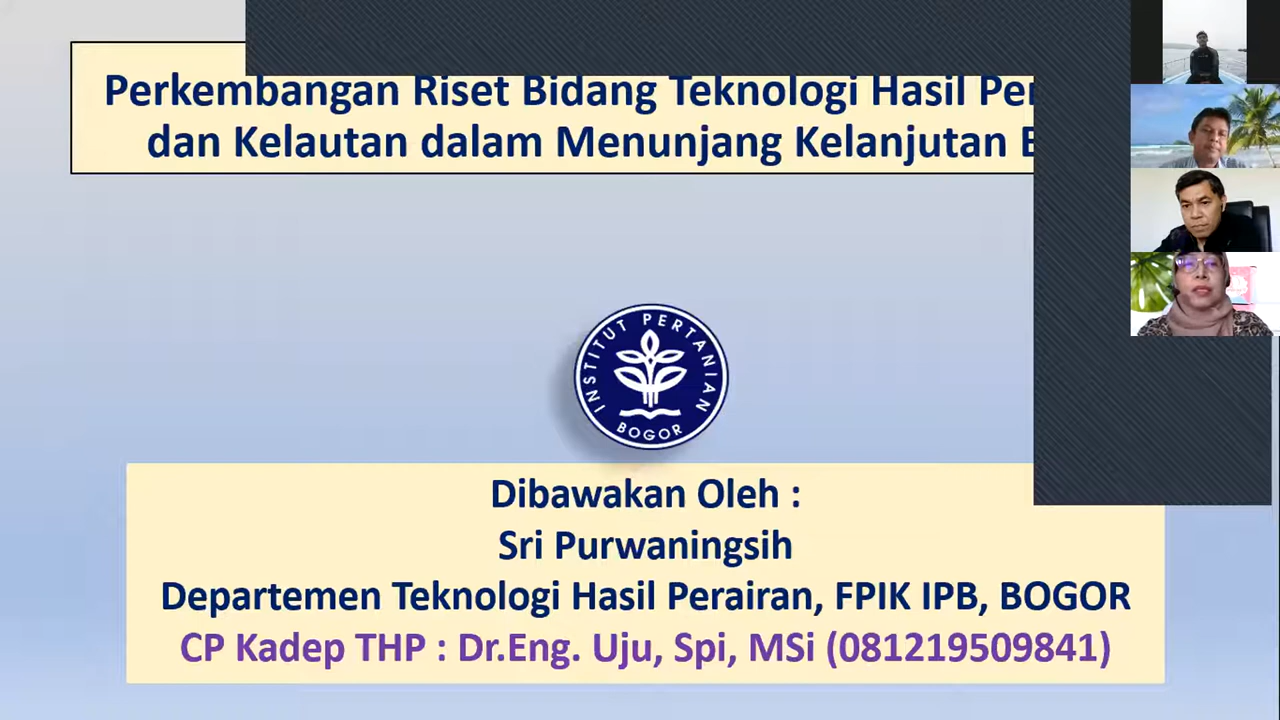 Perkembangan Riset Bidang Teknologi Hasil
dan Kelautan dalam Menunjang Kelanjutan
INSTITUT PERTANIAN
BOGOR
Dibawakan Oleh :
Sri Purwaningsih
Departemen Teknologi Hasil Perairan, FPIK IPB, BOGOR
CP Kadep THP : Dr.Eng. Uju, Spi, MSi (081219509841)